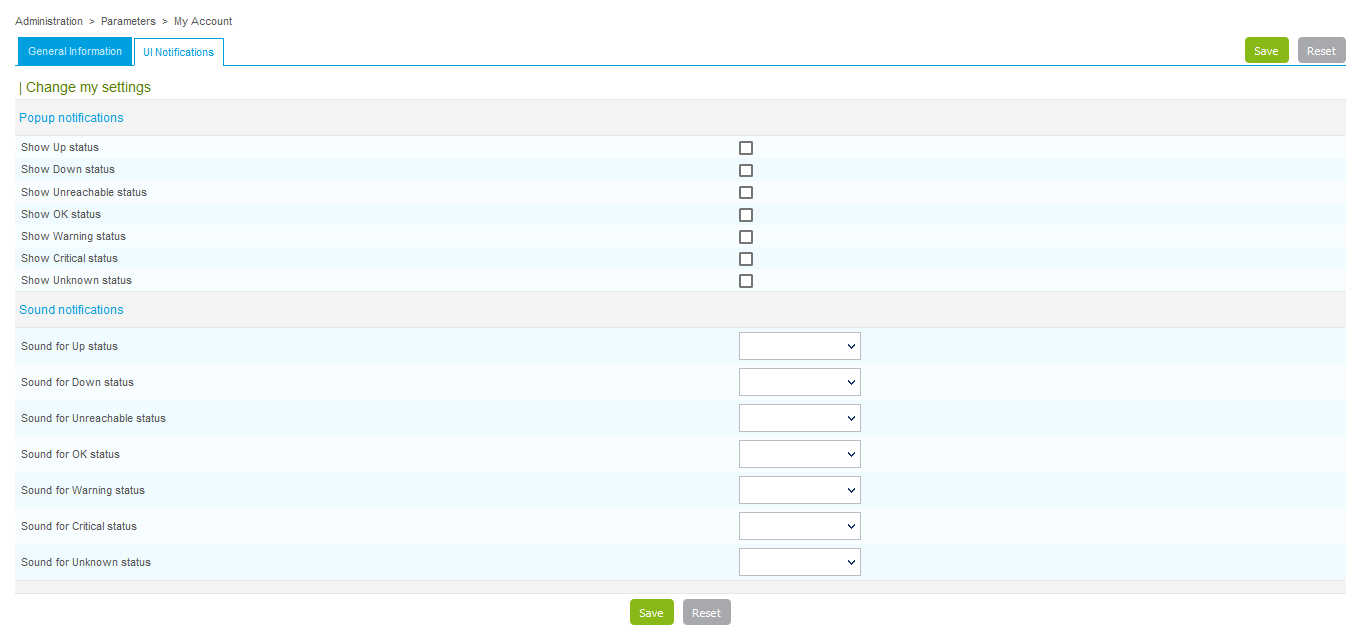 Administration > Parameters > My Account
General Information UI Notifications Save Reset
| Change my settings
Popup notifications
Show Up status
Show Down status
Show Unreachable status
Show OK status
Show Warning status
Show Critical status
Show Unknown status
Sound notifications
Sound for Up status
Sound for Down status
Sound for Unreachable status
Sound for OK status
Sound for Warning status
Sound for Critical status
Sound for Unknown status
Save Reset